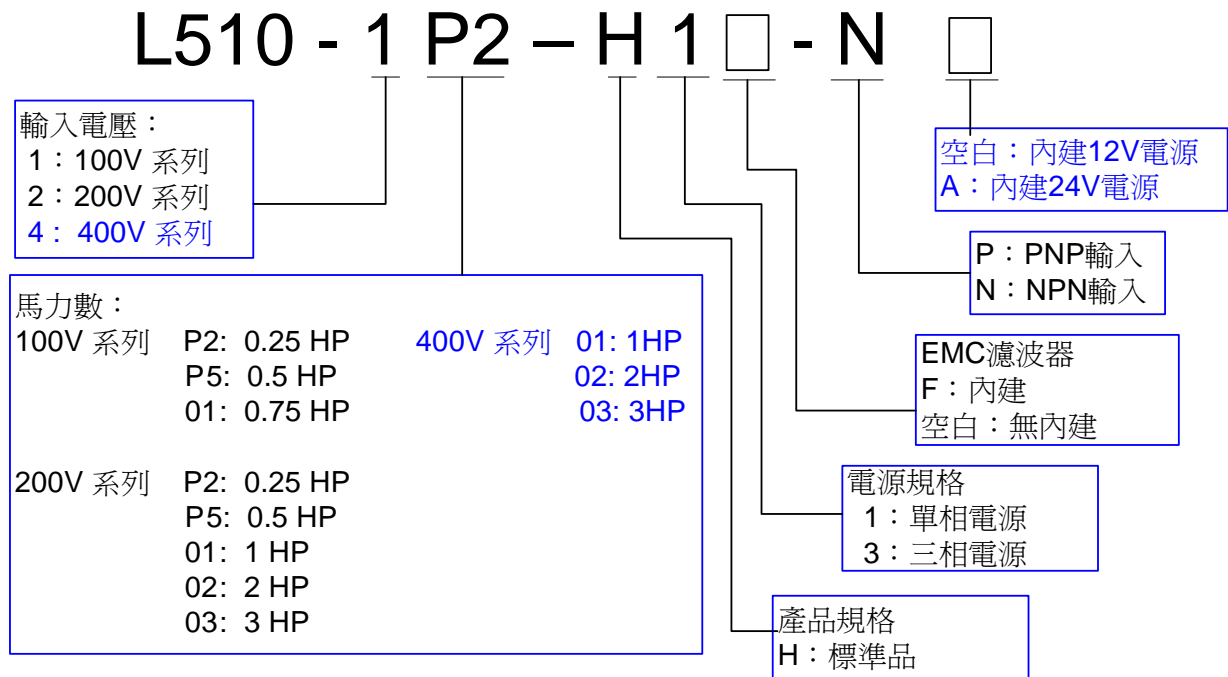 L510 - 1 P2 – H 1 □ - N □
輸入電壓：
1：100V 系列
2：200V 系列
4： 400V 系列
空白：內建12V電源
A：內建24V電源
P：PNP輸入
N：NPN輸入
馬力數：
100V 系列 P2: 0.25 HP 400V 系列 01: 1HP
P5: 0.5 HP 02: 2HP
01: 0.75 HP 03: 3HP
200V 系列 P2: 0.25 HP
P5: 0.5 HP
01: 1 HP
02: 2 HP
03: 3 HP
EMC濾波器
F：內建
空白：無內建
電源規格
1：單相電源
3：三相電源
產品規格
H：標準品